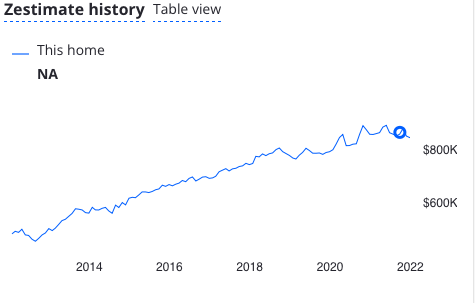 Zestimate history Table view
This home
NA
$800K
$600K
2014 2016 2018 2020 2022